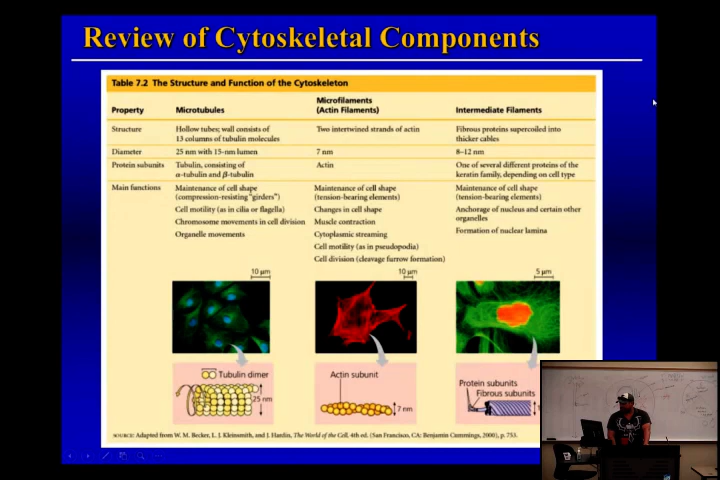 Review of Cytoskeletal Components
Table 7.2 The Structure and Function of the Cytoskeleton
Property Microtubules Microfilaments (Actin Filaments) Intermediate Filaments
Structure Hollow tubes; wall consists of 13 columns of tubulin molecules Two intertwined strands of actin Fibrous proteins supercoiled into thicker cables
Diameter 25 nm with 15-nm lumen 7 nm 8–12 nm
Protein subunits Tubulin, consisting of α-tubulin and β-tubulin Actin One of several different proteins of the keratin family, depending on cell type
Main functions Maintenance of cell shape (compression-resisting "girders") Maintenance of cell shape (tension-bearing elements) Maintenance of cell shape (tension-bearing elements)
Cell motility (as in cilia or flagella) Changes in cell shape Anchorage of nucleus and certain other organelles
Chromosome movements in cell division Muscle contraction Formation of nuclear lamina
Organelle movements Cytoplasmic streaming
Cell motility (as in pseudopodia)
Cell division (cleavage furrow formation)
10 μm 10 μm 5 μm
Tubulin dimer
25 nm
Actin subunit
7 nm
Protein subunits
Fibrous subunits
SOURCE: Adapted from W. M. Becker, L. J. Kleinsmith, and J. Hardin, The World of the Cell, 4th ed. (San Francisco, CA: Benjamin Cummings, 2000), p. 753.